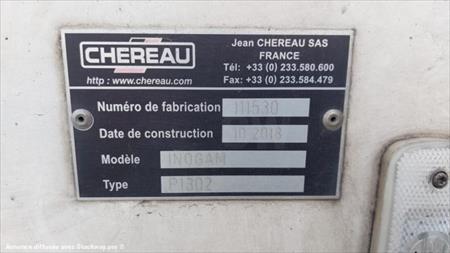 CHEREAU
http : www.chereau.com
Jean CHEREAU SAS
FRANCE
Tél: +33 (0) 233.580.600
Fax: +33 (0) 233.584.479
Numéro de fabrication 111530
Date de construction 10 2018
Modèle INOGAM
Type P1302
Annonce diffusée avec Stockway.pro ©